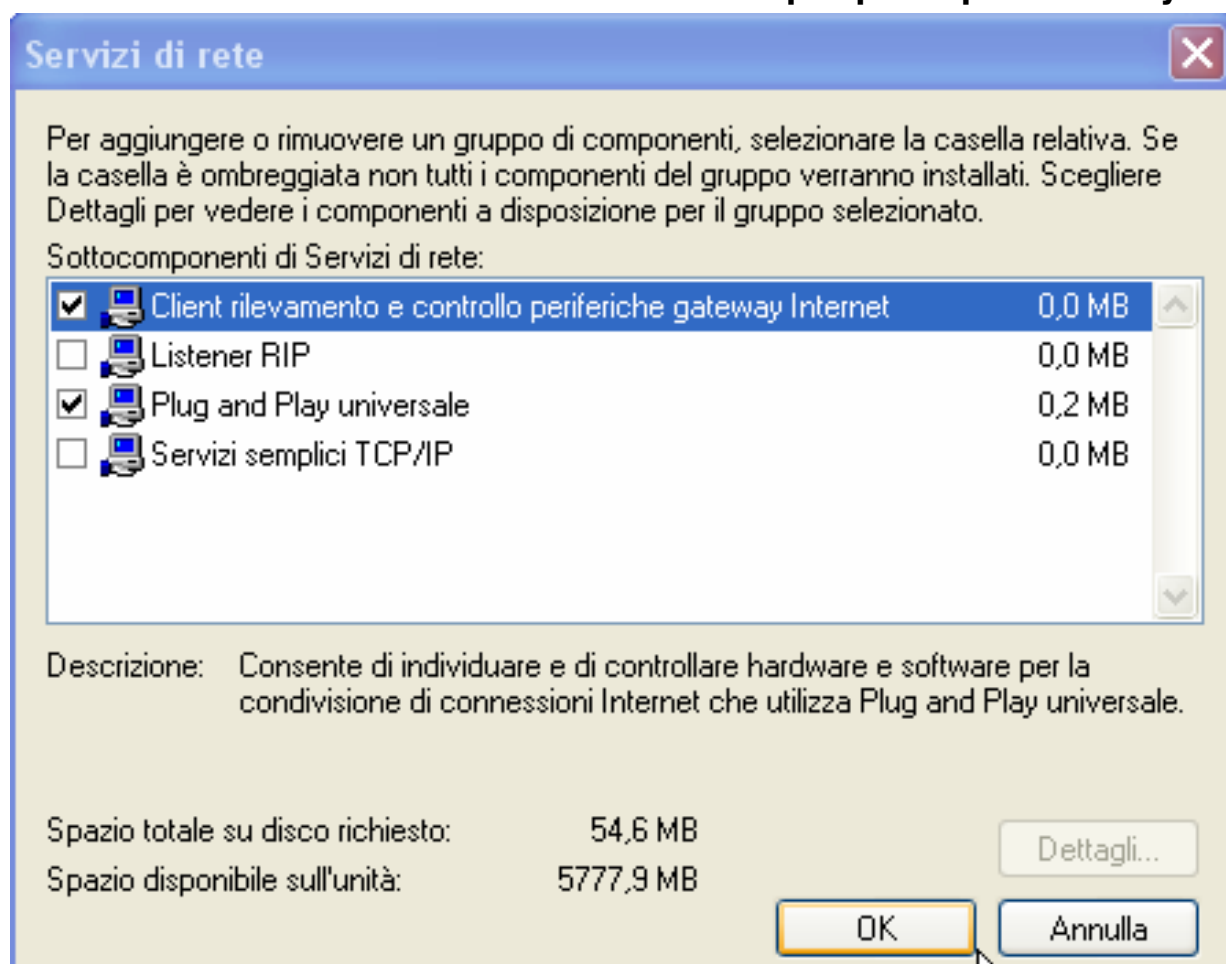 Servizi di rete
Per aggiungere o rimuovere un gruppo di componenti, selezionare la casella relativa. Se
la casella è ombreggiata non tutti i componenti del gruppo verranno installati. Scegliere
Dettagli per vedere i componenti a disposizione per il gruppo selezionato.
Sottocomponenti di Servizi di rete:
Client rilevamento e controllo periferiche gateway Internet 0,0 MB
Listener RIP 0,0 MB
Plug and Play universale 0,2 MB
Servizi semplici TCP/IP 0,0 MB
Descrizione: Consente di individuare e di controllare hardware e software per la
condivisione di connessioni Internet che utilizza Plug and Play universale.
Spazio totale su disco richiesto: 54,6 MB
Spazio disponibile sull'unità: 5777,9 MB
Dettagli...
OK Annulla